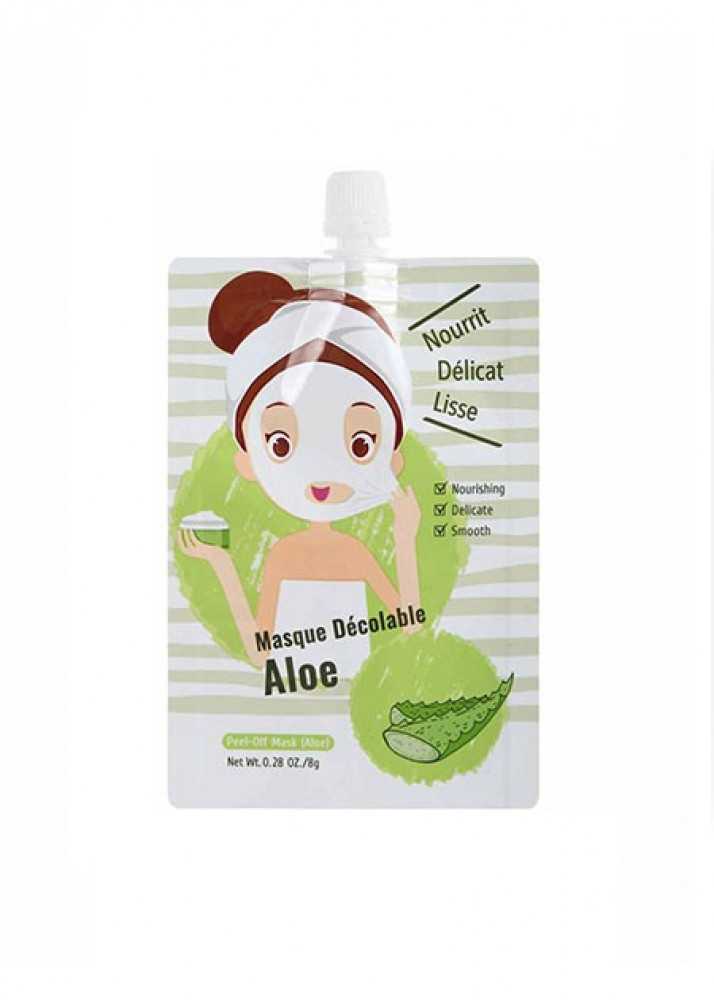 Nourrit
Délicat
Lisse
Nourishing
Delicate
Smooth
Masque Décolable
Aloe
Peel-Off Mask (Aloe)
Net Wt. 0.28 OZ./8g